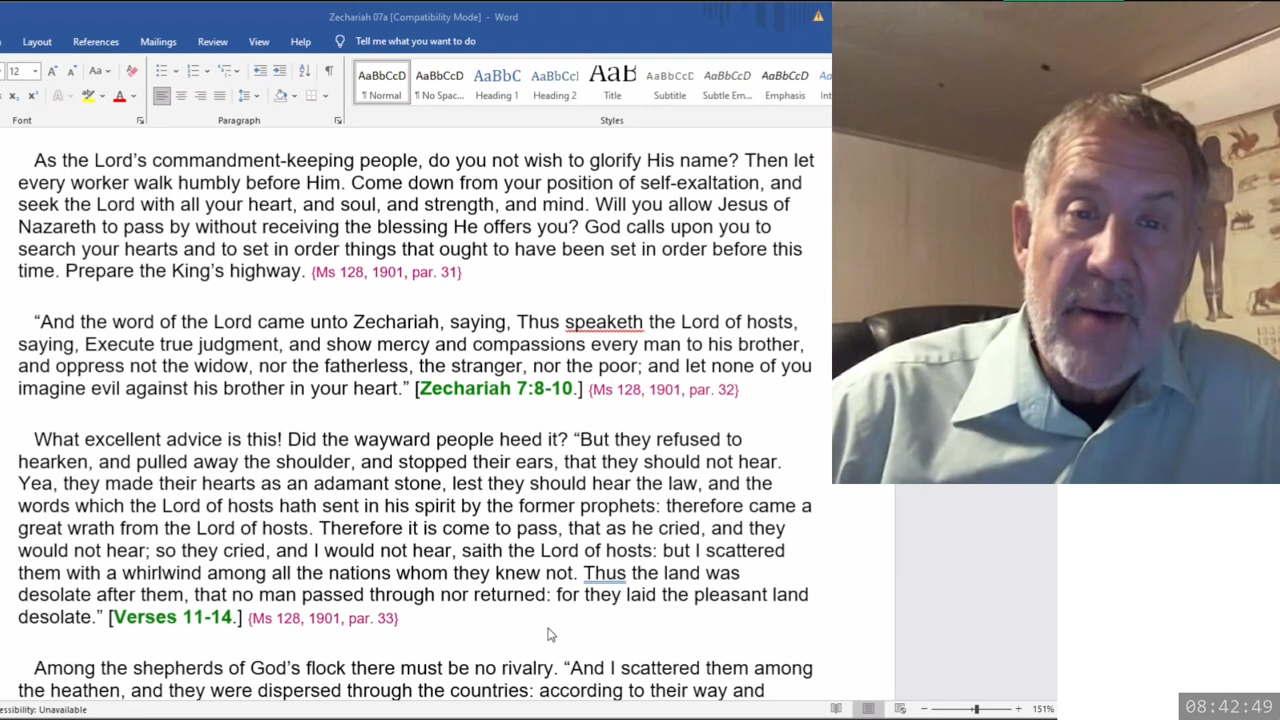 Zechariah 07a [Compatibility Mode] - Word
Layout References Mailings Review View Help Tell me what you want to do
12 Aa
AaBbCcD AaBbCcD AaBbC AaBbCcI AaB AaBbCcD AaBbCcD AaBbCcD
¶ Normal ¶ No Spac... Heading 1 Heading 2 Title Subtitle Subtle Em... Emphasis
Font Paragraph Styles
As the Lord’s commandment-keeping people, do you not wish to glorify His name? Then let
every worker walk humbly before Him. Come down from your position of self-exaltation, and
seek the Lord with all your heart, and soul, and strength, and mind. Will you allow Jesus of
Nazareth to pass by without receiving the blessing He offers you? God calls upon you to
search your hearts and to set in order things that ought to have been set in order before this
time. Prepare the King’s highway. {Ms 128, 1901, par. 31}
“And the word of the Lord came unto Zechariah, saying, Thus speaketh the Lord of hosts,
saying, Execute true judgment, and show mercy and compassions every man to his brother,
and oppress not the widow, nor the fatherless, the stranger, nor the poor; and let none of you
imagine evil against his brother in your heart.” [Zechariah 7:8-10.] {Ms 128, 1901, par. 32}
What excellent advice is this! Did the wayward people heed it? “But they refused to
hearken, and pulled away the shoulder, and stopped their ears, that they should not hear.
Yea, they made their hearts as an adamant stone, lest they should hear the law, and the
words which the Lord of hosts hath sent in his spirit by the former prophets: therefore came a
great wrath from the Lord of hosts. Therefore it is come to pass, that as he cried, and they
would not hear; so they cried, and I would not hear, saith the Lord of hosts: but I scattered
them with a whirlwind among all the nations whom they knew not. Thus the land was
desolate after them, that no man passed through nor returned: for they laid the pleasant land
desolate.” [Verses 11-14.] {Ms 128, 1901, par. 33}
Among the shepherds of God’s flock there must be no rivalry. “And I scattered them among
the heathen, and they were dispersed through the countries: according to their way and
ssibility: Unavailable 151%
08:42:49